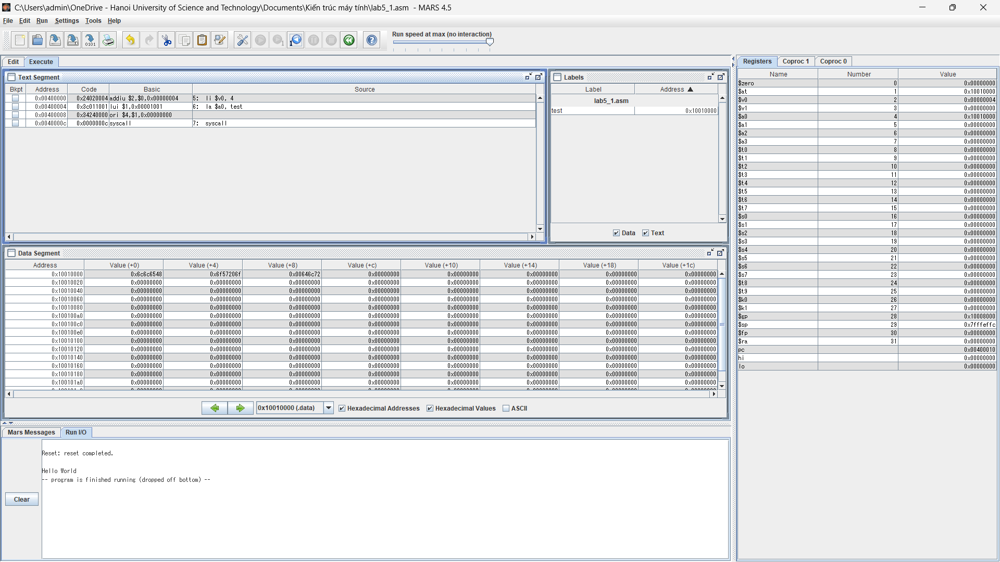 C:\Users\admin\OneDrive - Hanoi University of Science and Technology\Documents\Kiến trúc máy tính\lab5_1.asm - MARS 4.5
File Edit Run Settings Tools Help
Run speed at max (no interaction)
Edit Execute
Text Segment
Bkpt Address Code Basic Source
0x00400000 0x24020004 addiu $2,$0,0x00000004 5: li $v0, 4
0x00400004 0x3c011001 lui $1,0x00001001 6: la $a0, test
0x00400008 0x34240000 ori $4,$1,0x00000000
0x0040000c 0x0000000c syscall 7: syscall
Labels
Label Address ▲
lab5_1.asm
test 0x10010000
Data Text
Data Segment
Address Value (+0) Value (+4) Value (+8) Value (+c) Value (+10) Value (+14) Value (+18) Value (+1c)
0x10010000 0x6c6c6548 0x6f57206f 0x00646c72 0x00000000 0x00000000 0x00000000 0x00000000 0x00000000
0x10010020 0x00000000 0x00000000 0x00000000 0x00000000 0x00000000 0x00000000 0x00000000 0x00000000
0x10010040 0x00000000 0x00000000 0x00000000 0x00000000 0x00000000 0x00000000 0x00000000 0x00000000
0x10010060 0x00000000 0x00000000 0x00000000 0x00000000 0x00000000 0x00000000 0x00000000 0x00000000
0x10010080 0x00000000 0x00000000 0x00000000 0x00000000 0x00000000 0x00000000 0x00000000 0x00000000
0x100100a0 0x00000000 0x00000000 0x00000000 0x00000000 0x00000000 0x00000000 0x00000000 0x00000000
0x100100c0 0x00000000 0x00000000 0x00000000 0x00000000 0x00000000 0x00000000 0x00000000 0x00000000
0x100100e0 0x00000000 0x00000000 0x00000000 0x00000000 0x00000000 0x00000000 0x00000000 0x00000000
0x10010100 0x00000000 0x00000000 0x00000000 0x00000000 0x00000000 0x00000000 0x00000000 0x00000000
0x10010120 0x00000000 0x00000000 0x00000000 0x00000000 0x00000000 0x00000000 0x00000000 0x00000000
0x10010140 0x00000000 0x00000000 0x00000000 0x00000000 0x00000000 0x00000000 0x00000000 0x00000000
0x10010160 0x00000000 0x00000000 0x00000000 0x00000000 0x00000000 0x00000000 0x00000000 0x00000000
0x10010180 0x00000000 0x00000000 0x00000000 0x00000000 0x00000000 0x00000000 0x00000000 0x00000000
0x100101a0 0x00000000 0x00000000 0x00000000 0x00000000 0x00000000 0x00000000 0x00000000 0x00000000
0x10010000 (.data) Hexadecimal Addresses Hexadecimal Values ASCII
Mars Messages Run I/O
Reset: reset completed.
Hello World
-- program is finished running (dropped off bottom) --
Clear
Registers Coproc 1 Coproc 0
Name Number Value
$zero 0 0x00000000
$at 1 0x10010000
$v0 2 0x00000004
$v1 3 0x00000000
$a0 4 0x10010000
$a1 5 0x00000000
$a2 6 0x00000000
$a3 7 0x00000000
$t0 8 0x00000000
$t1 9 0x00000000
$t2 10 0x00000000
$t3 11 0x00000000
$t4 12 0x00000000
$t5 13 0x00000000
$t6 14 0x00000000
$t7 15 0x00000000
$s0 16 0x00000000
$s1 17 0x00000000
$s2 18 0x00000000
$s3 19 0x00000000
$s4 20 0x00000000
$s5 21 0x00000000
$s6 22 0x00000000
$s7 23 0x00000000
$t8 24 0x00000000
$t9 25 0x00000000
$k0 26 0x00000000
$k1 27 0x00000000
$gp 28 0x10008000
$sp 29 0x7fffeffc
$fp 30 0x00000000
$ra 31 0x00000000
pc 0x00400010
hi 0x00000000
lo 0x00000000